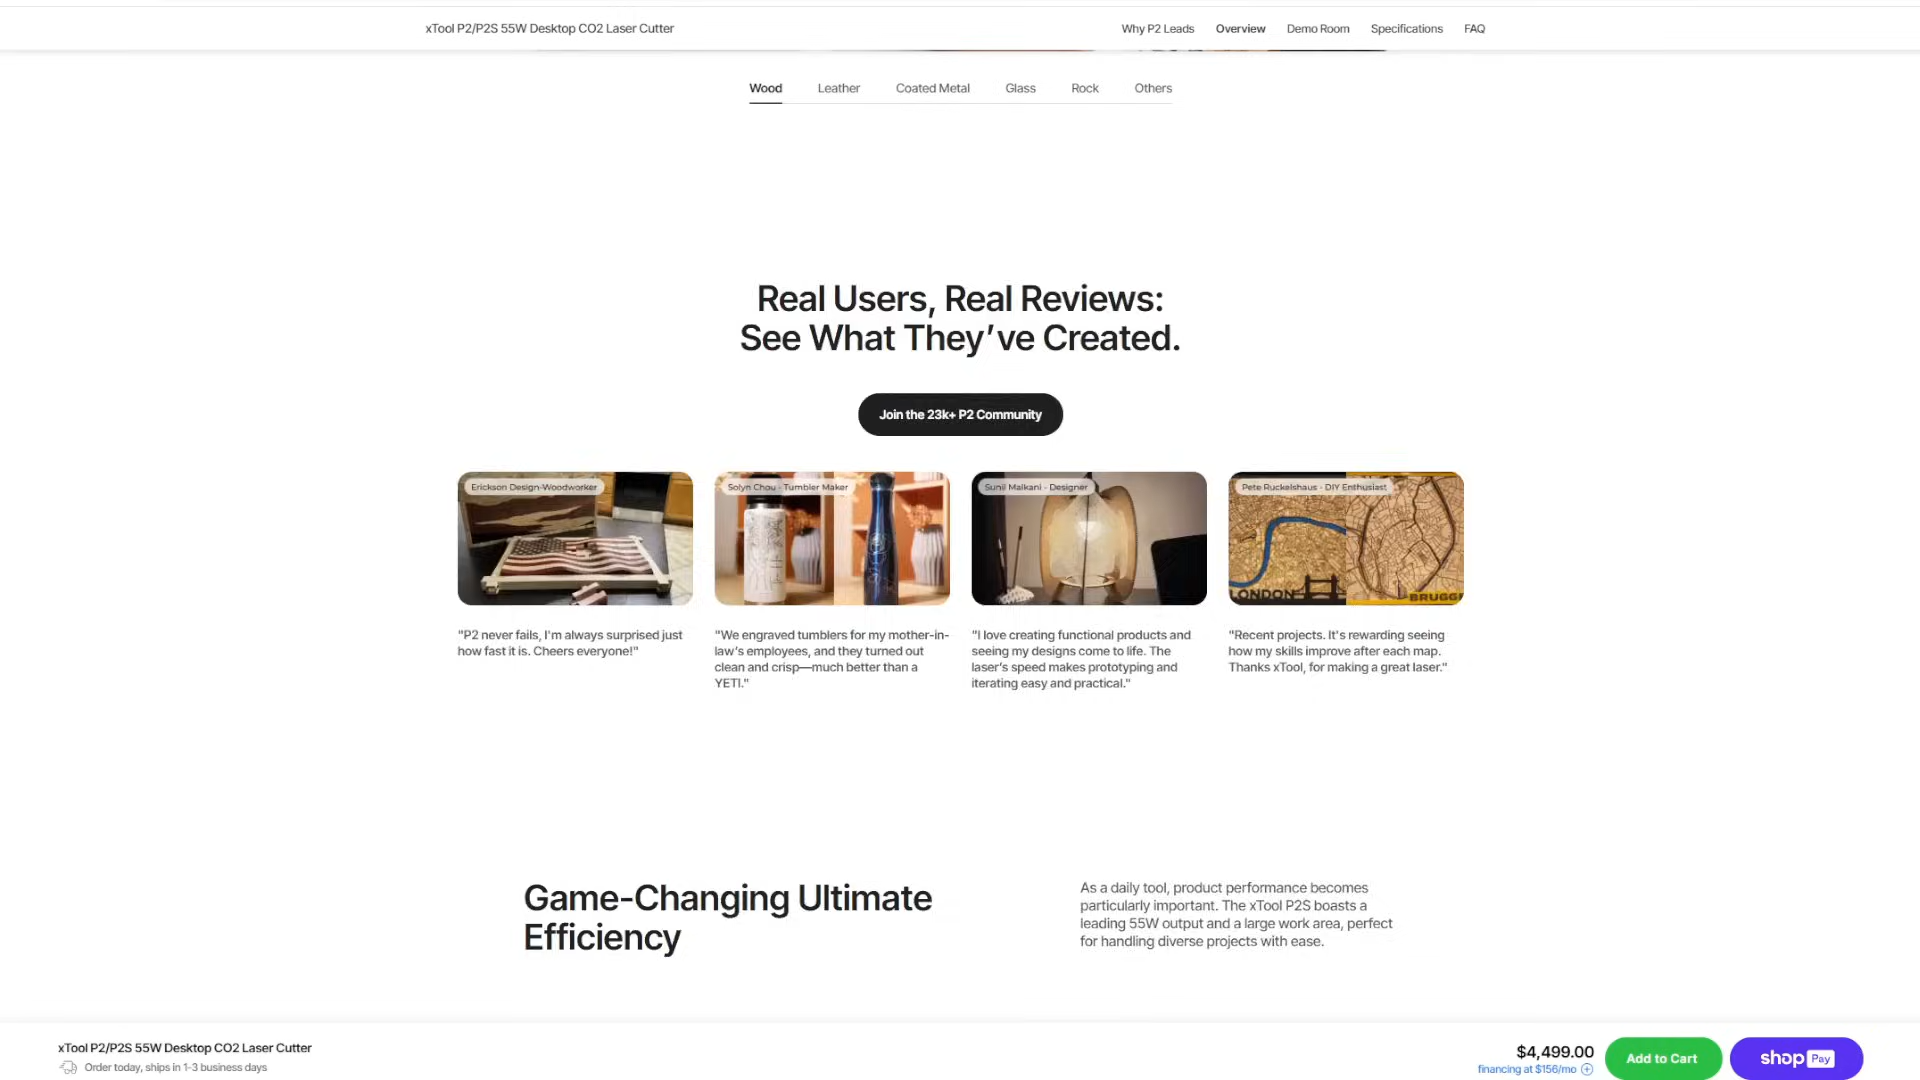 xTool P2/P2S 55W Desktop CO2 Laser Cutter
Why P2 Leads
Overview
Demo Room
Specifications
FAQ
Wood
Leather
Coated Metal
Glass
Rock
Others
Real Users, Real Reviews:
See What They’ve Created.
Join the 23k+ P2 Community
Erickson Design-Woodworker
Solyn Chou - Tumbler Maker
Sunil Malkani - Designer
Pete Ruckelshaus - DIY Enthusiast
LONDON
BRUGGE
"P2 never fails, I'm always surprised just
how fast it is. Cheers everyone!"
"We engraved tumblers for my mother-in-
law’s employees, and they turned out
clean and crisp—much better than a
YETI."
"I love creating functional products and
seeing my designs come to life. The
laser’s speed makes prototyping and
iterating easy and practical."
"Recent projects. It's rewarding seeing
how my skills improve after each map.
Thanks xTool, for making a great laser."
Game-Changing Ultimate
Efficiency
As a daily tool, product performance becomes
particularly important. The xTool P2S boasts a
leading 55W output and a large work area, perfect
for handling diverse projects with ease.
xTool P2/P2S 55W Desktop CO2 Laser Cutter
Order today, ships in 1-3 business days
$4,499.00
financing at $156/mo
Add to Cart
shop Pay